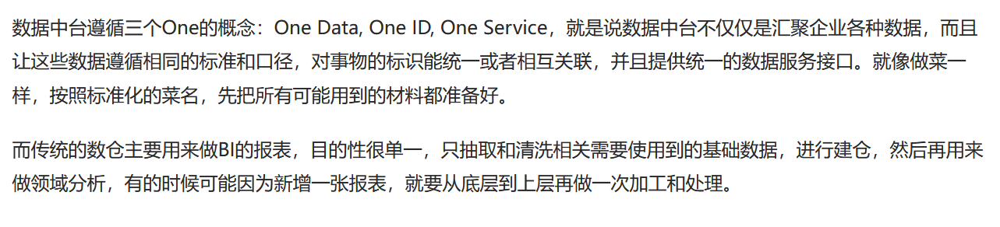 数据中台遵循三个One的概念：One Data, One ID, One Service，就是说数据中台不仅仅是汇聚企业各种数据，而且
让这些数据遵循相同的标准和口径，对事物的标识能统一或者相互关联，并且提供统一的数据服务接口。就像做菜一
样，按照标准化的菜名，先把所有可能用到的材料都准备好。
而传统的数仓主要用来做BI的报表，目的性很单一，只抽取和清洗相关需要使用到的基础数据，进行建仓，然后再用来
做领域分析，有的时候可能因为新增一张报表，就要从底层到上层再做一次加工和处理。